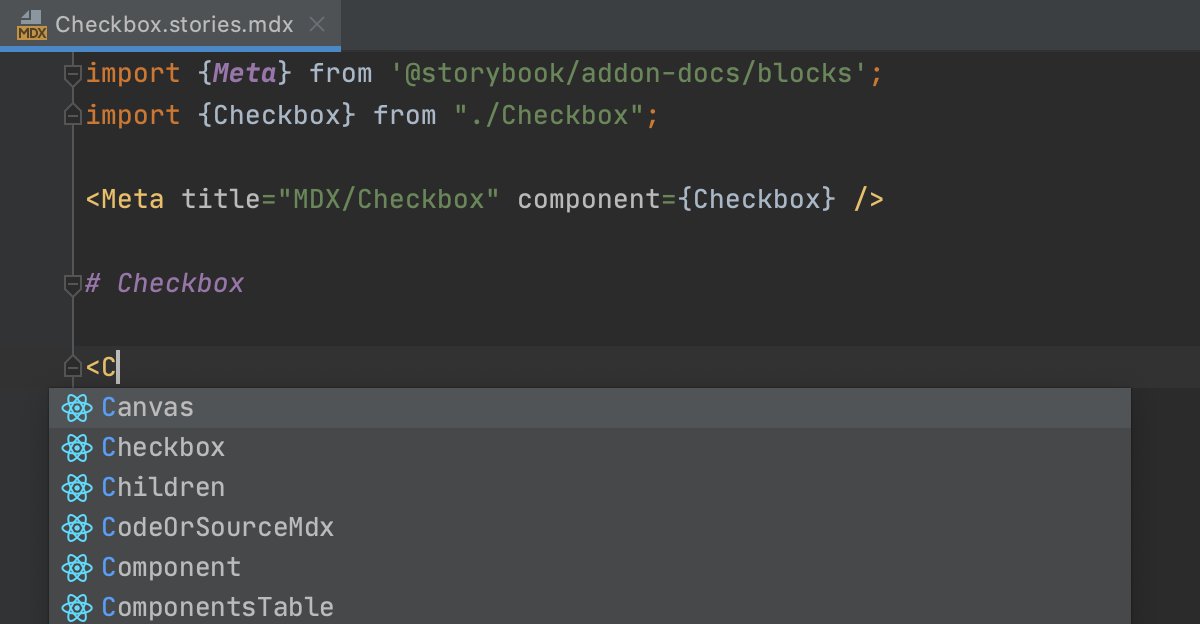 MDX Checkbox.stories.mdx
import {Meta} from '@storybook/addon-docs/blocks';
import {Checkbox} from "./Checkbox";
<Meta title="MDX/Checkbox" component={Checkbox} />
# Checkbox
<C
Canvas
Checkbox
Children
CodeOrSourceMdx
Component
ComponentsTable